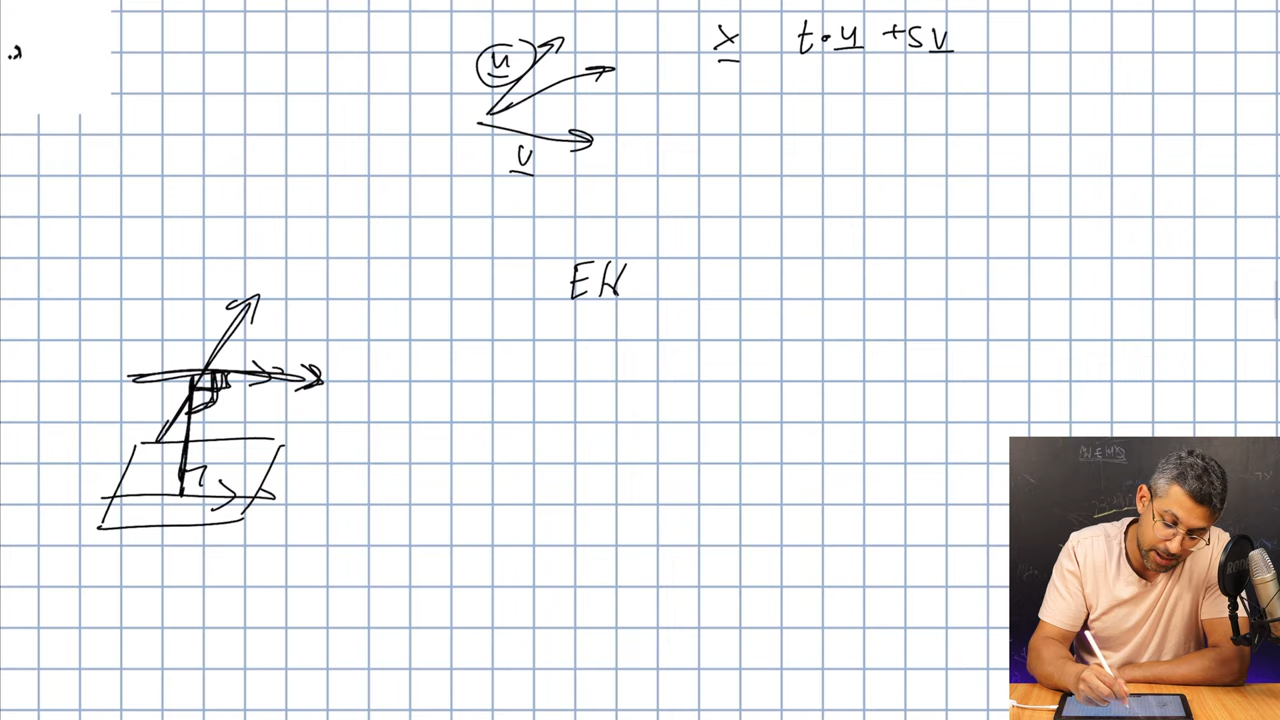 .ג
u
x t·u + sv
v
EH
h